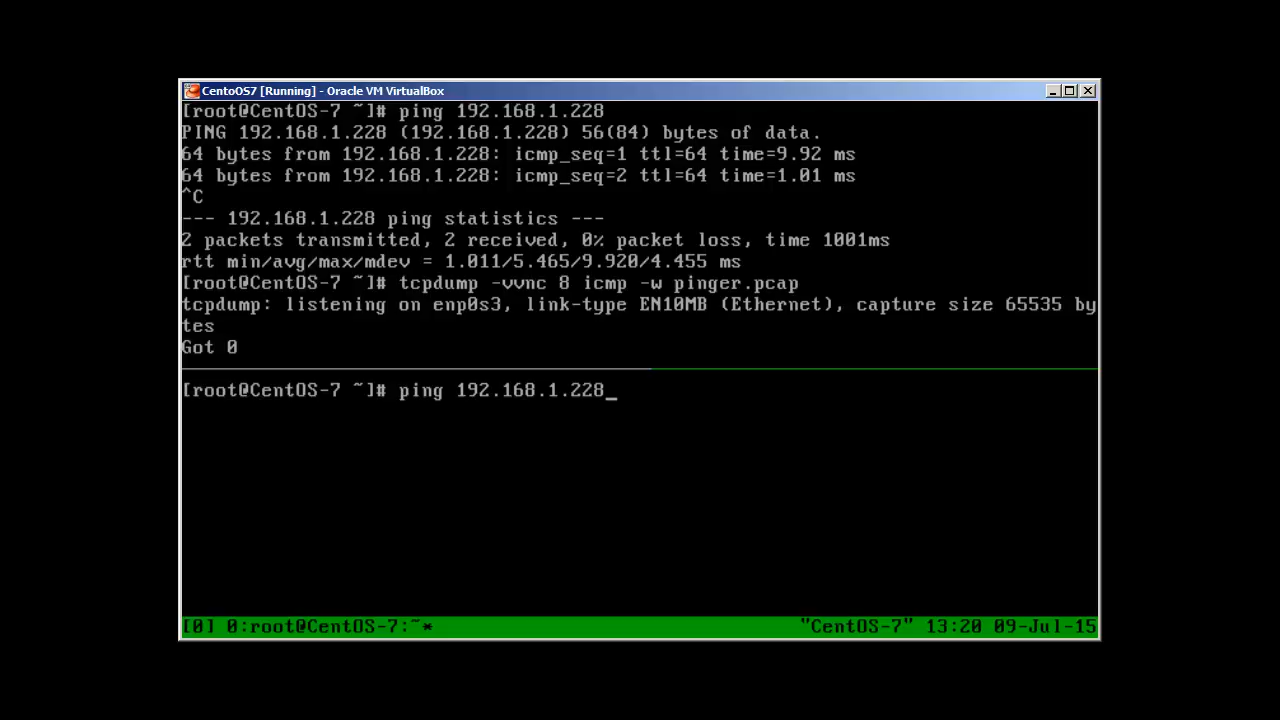 CentoOS7 [Running] - Oracle VM VirtualBox
[root@CentOS-7 ~]# ping 192.168.1.228
PING 192.168.1.228 (192.168.1.228) 56(84) bytes of data.
64 bytes from 192.168.1.228: icmp_seq=1 ttl=64 time=9.92 ms
64 bytes from 192.168.1.228: icmp_seq=2 ttl=64 time=1.01 ms
^C
--- 192.168.1.228 ping statistics ---
2 packets transmitted, 2 received, 0% packet loss, time 1001ms
rtt min/avg/max/mdev = 1.011/5.465/9.920/4.455 ms
[root@CentOS-7 ~]# tcpdump -vvnc 8 icmp -w pinger.pcap
tcpdump: listening on enp0s3, link-type EN10MB (Ethernet), capture size 65535 by
tes
Got 0
[root@CentOS-7 ~]# ping 192.168.1.228_
[0] 0:root@CentOS-7:~* "CentOS-7" 13:20 09-Jul-15